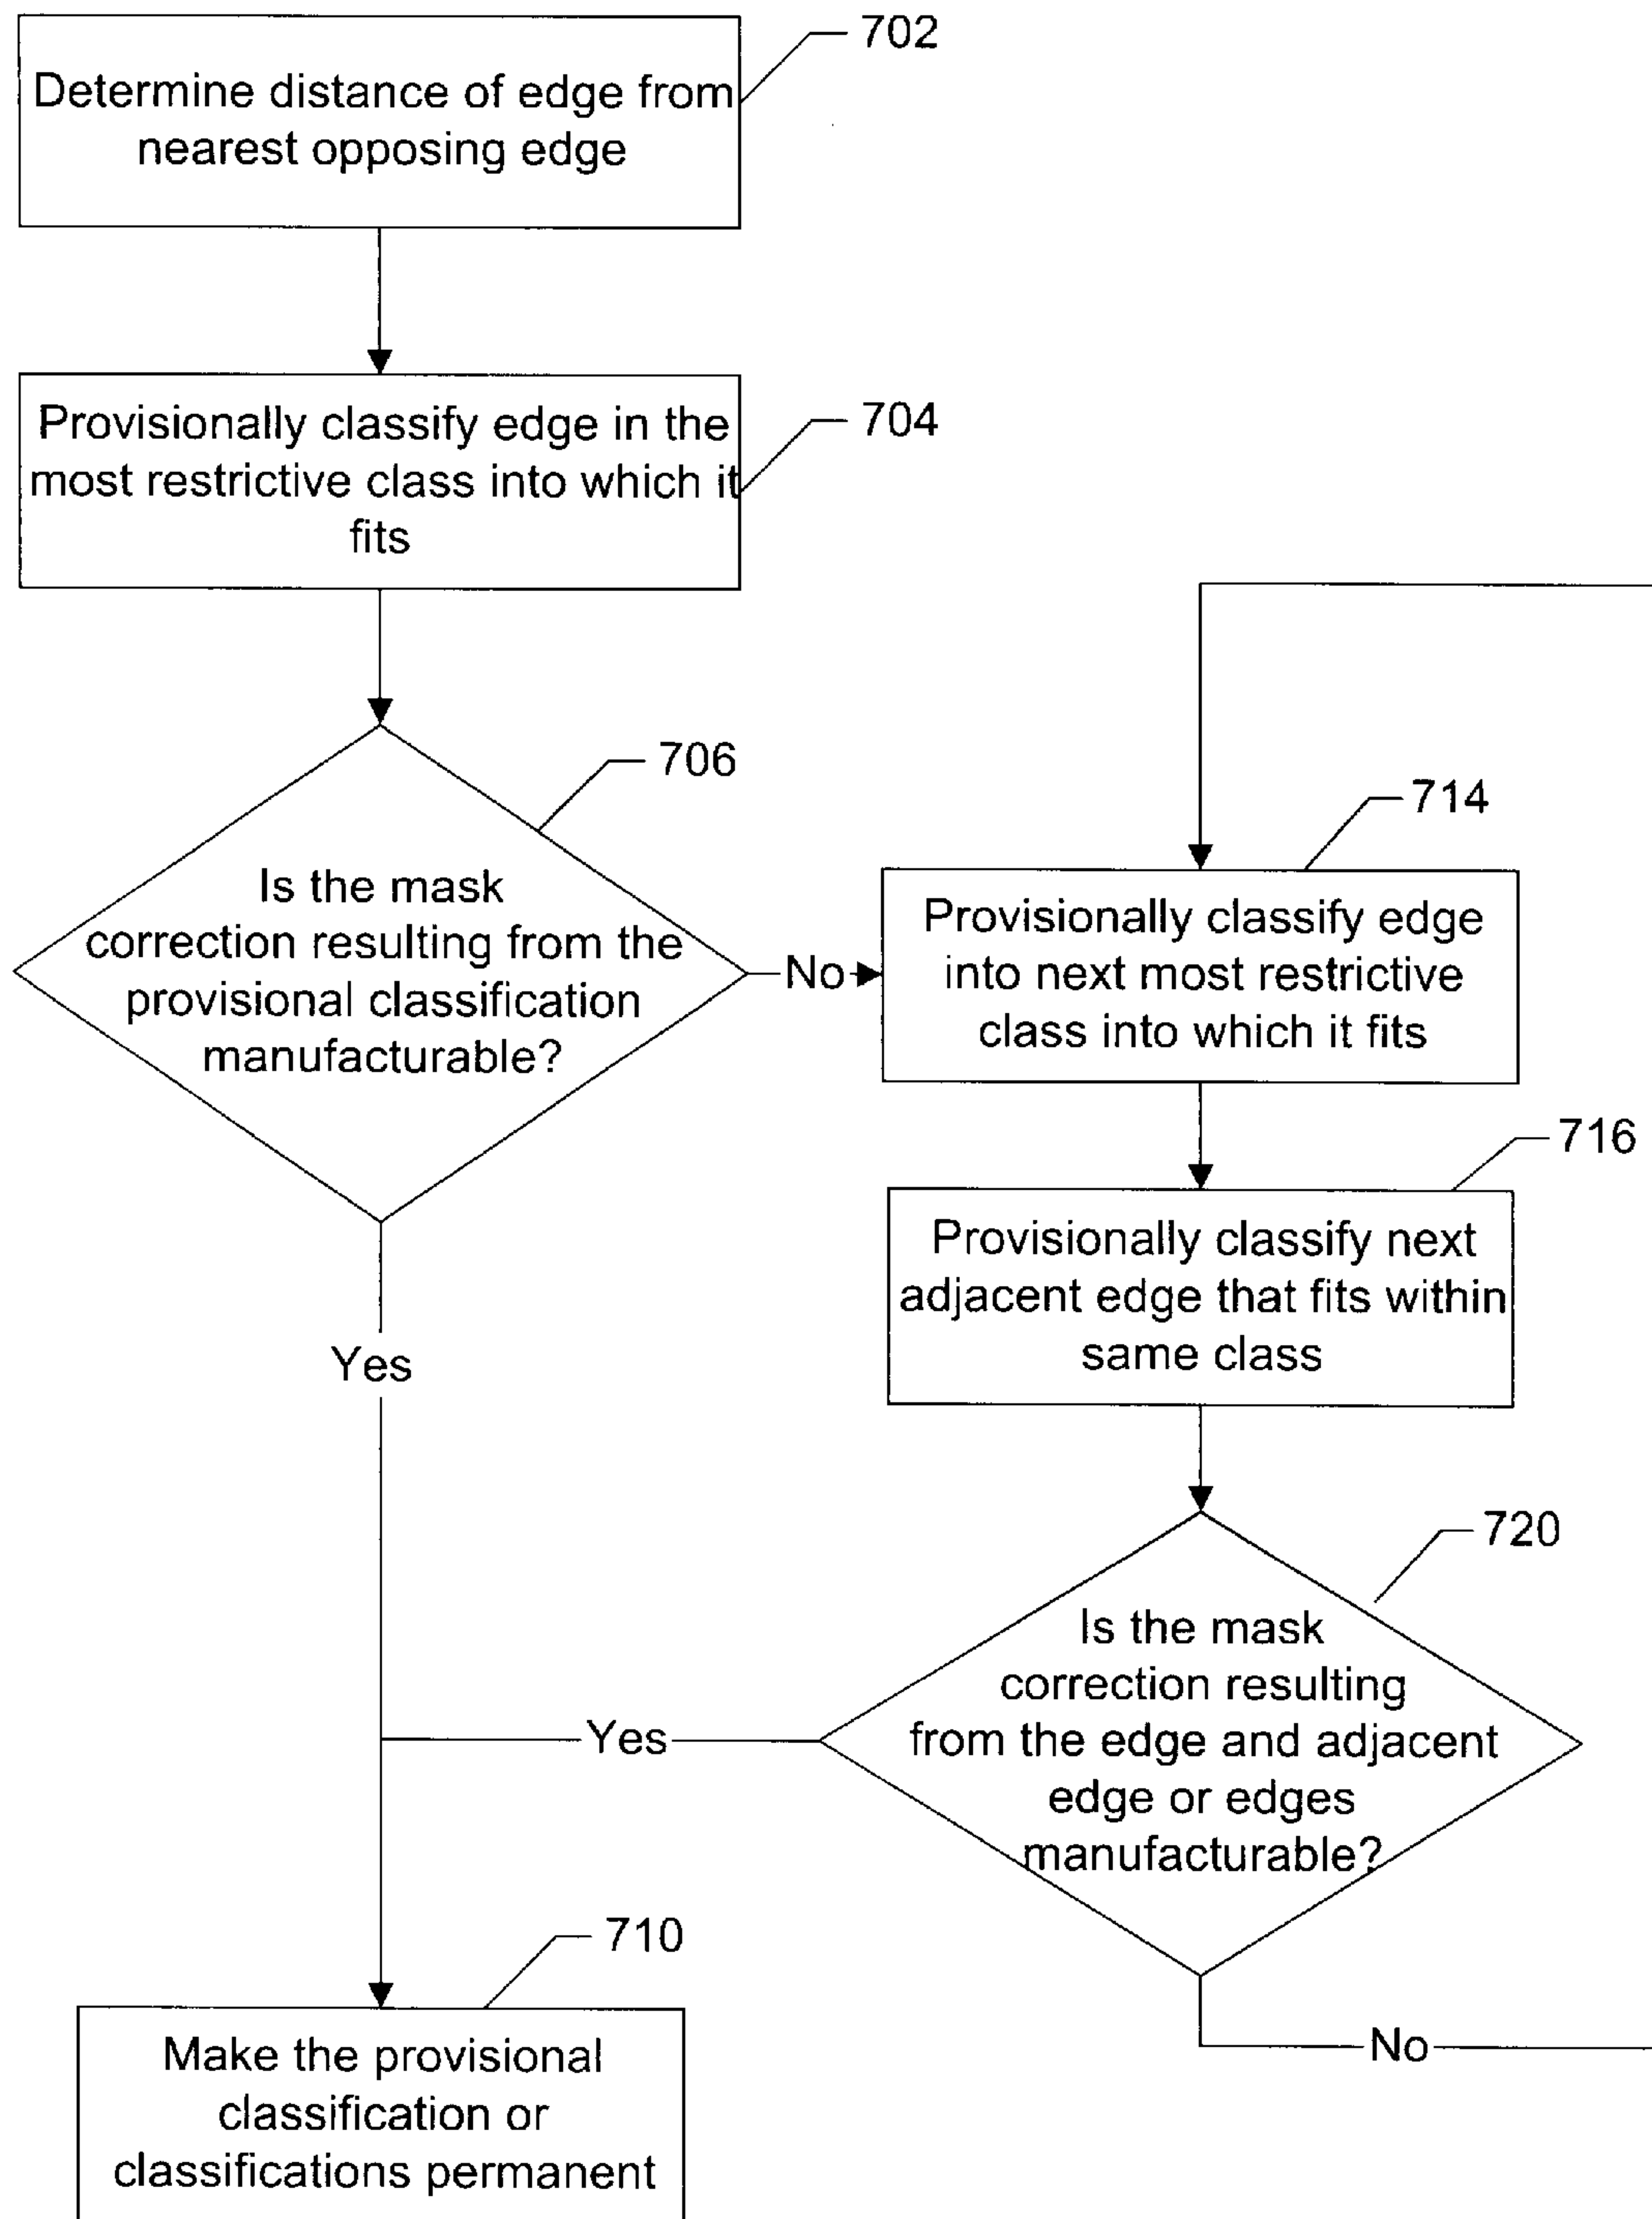 702
Determine distance of edge from
nearest opposing edge
704
Provisionally classify edge in the
most restrictive class into which it
fits
706
Is the mask
correction resulting from the
provisional classification
manufacturable?
No
Yes
714
Provisionally classify edge
into next most restrictive
class into which it fits
716
Provisionally classify next
adjacent edge that fits within
same class
720
Is the mask
correction resulting
from the edge and adjacent
edge or edges
manufacturable?
Yes
No
710
Make the provisional
classification or
classifications permanent